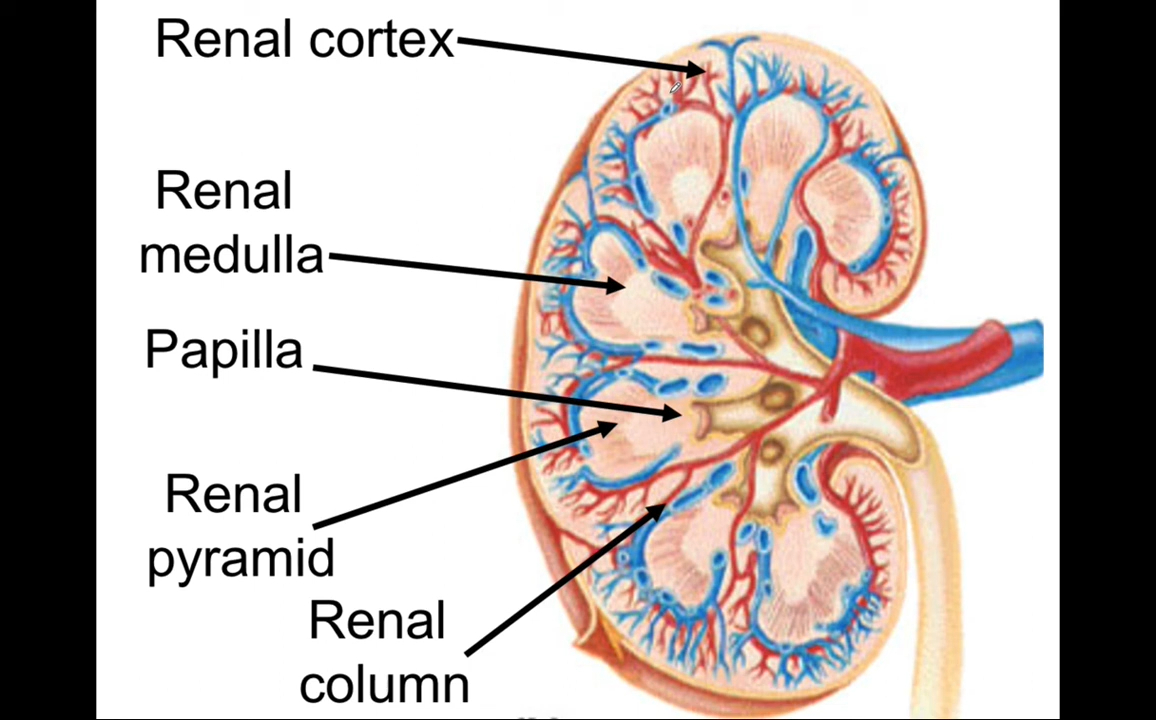 Renal cortex
Renal
medulla
Papilla
Renal
pyramid
Renal
column